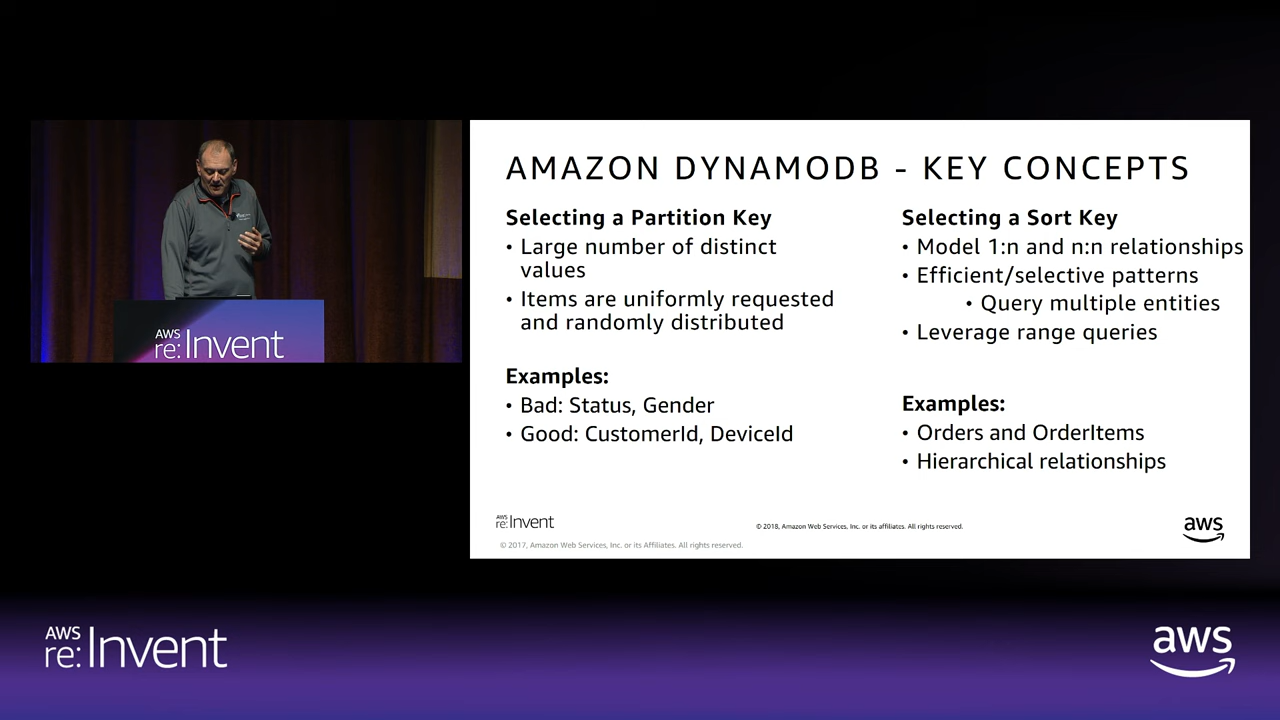 AMAZON DYNAMODB - KEY CONCEPTS
Selecting a Partition Key
• Large number of distinct
values
• Items are uniformly requested
and randomly distributed
Examples:
• Bad: Status, Gender
• Good: CustomerId, DeviceId
Selecting a Sort Key
• Model 1:n and n:n relationships
• Efficient/selective patterns
• Query multiple entities
• Leverage range queries
Examples:
• Orders and OrderItems
• Hierarchical relationships
AWS
re:Invent
© 2018, Amazon Web Services, Inc. or its affiliates. All rights reserved.
aws
© 2017, Amazon Web Services, Inc. or its Affiliates. All rights reserved.
AWS
re:Invent
AWS
re:Invent
aws